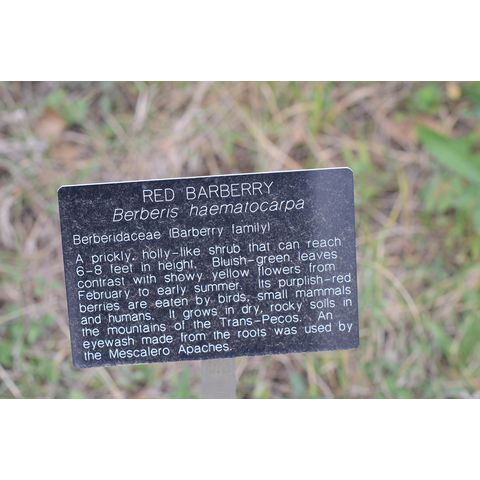 RED BARBERRY
Berberis haematocarpa
Berberidaceae (Barberry family)
A prickly, holly-like shrub that can reach
6-8 feet in height. Bluish-green leaves
contrast with showy yellow flowers from
February to early summer. Its purplish-red
berries are eaten by birds, small mammals
and humans. It grows in dry, rocky soils in
the mountains of the Trans-Pecos. An
eyewash made from the roots was used by
the Mescalero Apaches.